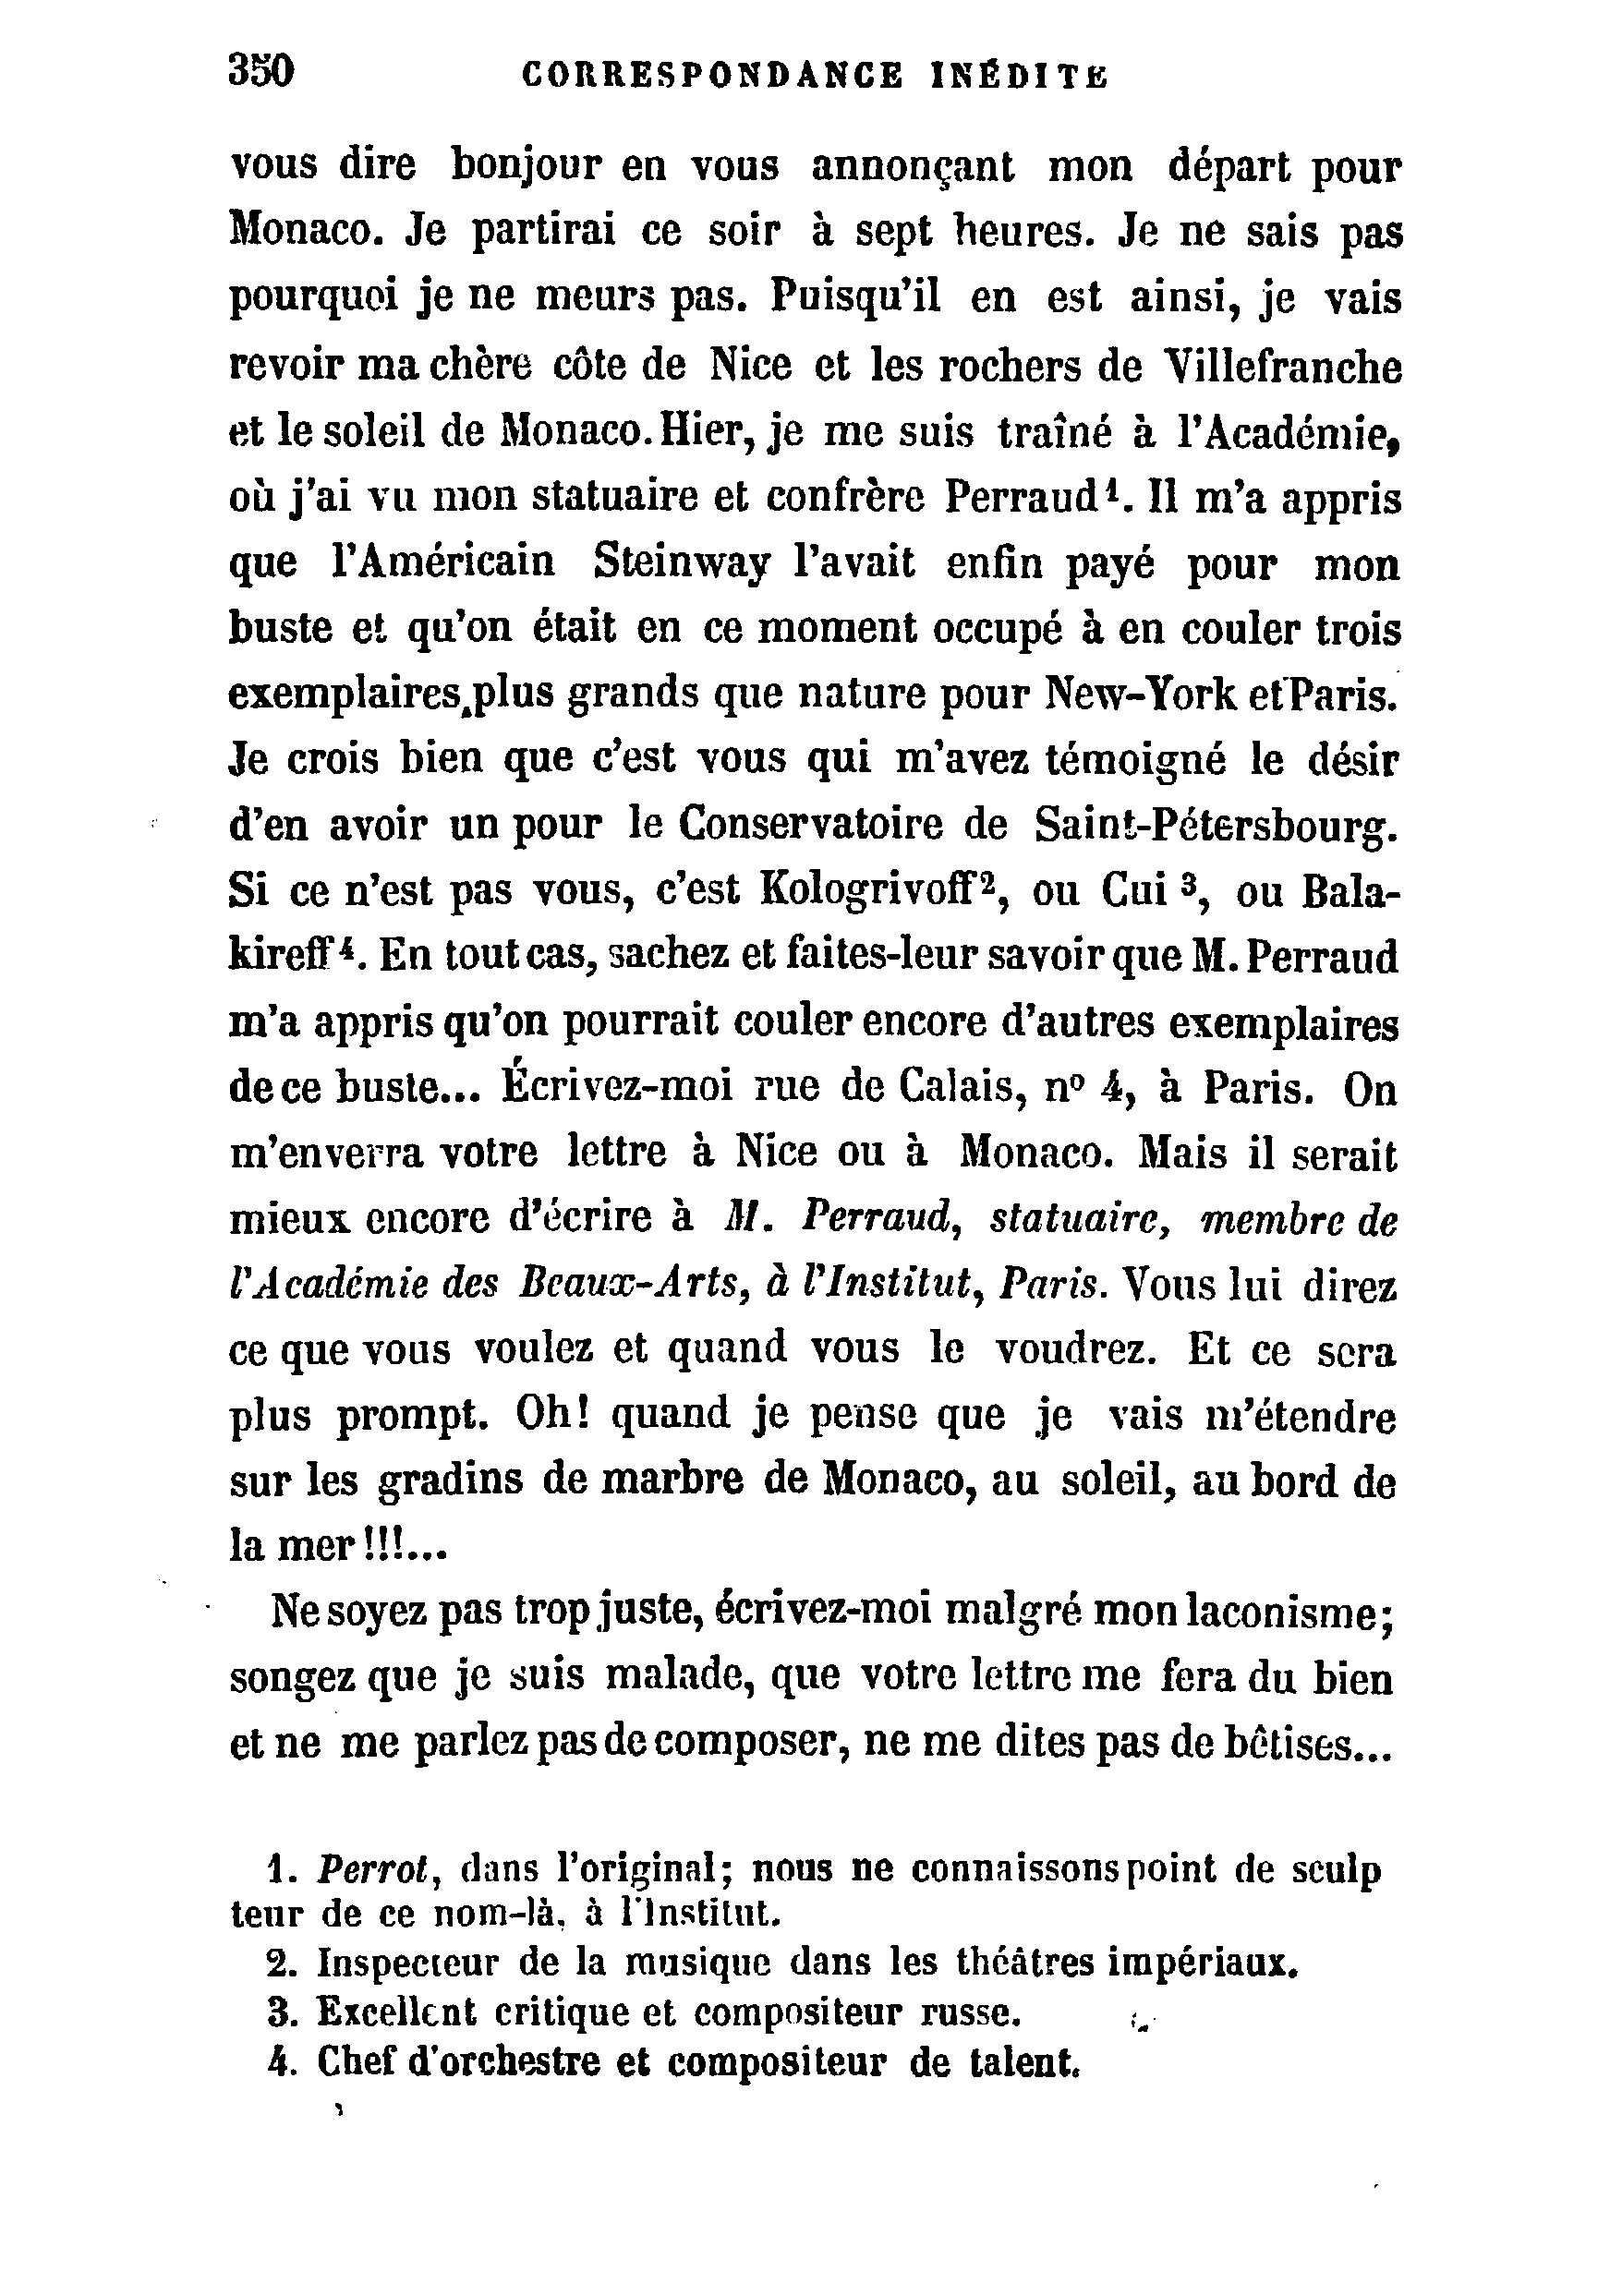 350 CORRESPONDANCE INÉDITE
vous dire bonjour en vous annonçant mon départ pour
Monaco. Je partirai ce soir à sept heures. Je ne sais pas
pourquoi je ne meurs pas. Puisqu'il en est ainsi, je vais
revoir ma chère côte de Nice et les rochers de Villefranche
et le soleil de Monaco. Hier, je me suis traîné à l'Académie,
où j'ai vu mon statuaire et confrère Perraud¹. Il m'a appris
que l'Américain Steinway l'avait enfin payé pour mon
buste et qu'on était en ce moment occupé à en couler trois
exemplaires plus grands que nature pour New-York et Paris.
Je crois bien que c'est vous qui m'avez témoigné le désir
d'en avoir un pour le Conservatoire de Saint-Pétersbourg.
Si ce n'est pas vous, c'est Kologrivoff², ou Cui ³, ou Bala-
kireff⁴. En tout cas, sachez et faites-leur savoir que M. Perraud
m'a appris qu'on pourrait couler encore d'autres exemplaires
de ce buste... Écrivez-moi rue de Calais, nº 4, à Paris. On
m'enverra votre lettre à Nice ou à Monaco. Mais il serait
mieux encore d'écrire à M. Perraud, statuaire, membre de
l'Académie des Beaux-Arts, à l'Institut, Paris. Vous lui direz
ce que vous voulez et quand vous le voudrez. Et ce sera
plus prompt. Oh! quand je pense que je vais m'étendre
sur les gradins de marbre de Monaco, au soleil, au bord de
la mer!!!...
Ne soyez pas trop juste, écrivez-moi malgré mon laconisme;
songez que je suis malade, que votre lettre me fera du bien
et ne me parlez pas de composer, ne me dites pas de bêtises...
1. Perrot, dans l'original; nous ne connaissons point de sculp
teur de ce nom-là, à l'Institut.
2. Inspecteur de la musique dans les théâtres impériaux.
3. Excellent critique et compositeur russe.
4. Chef d'orchestre et compositeur de talent.